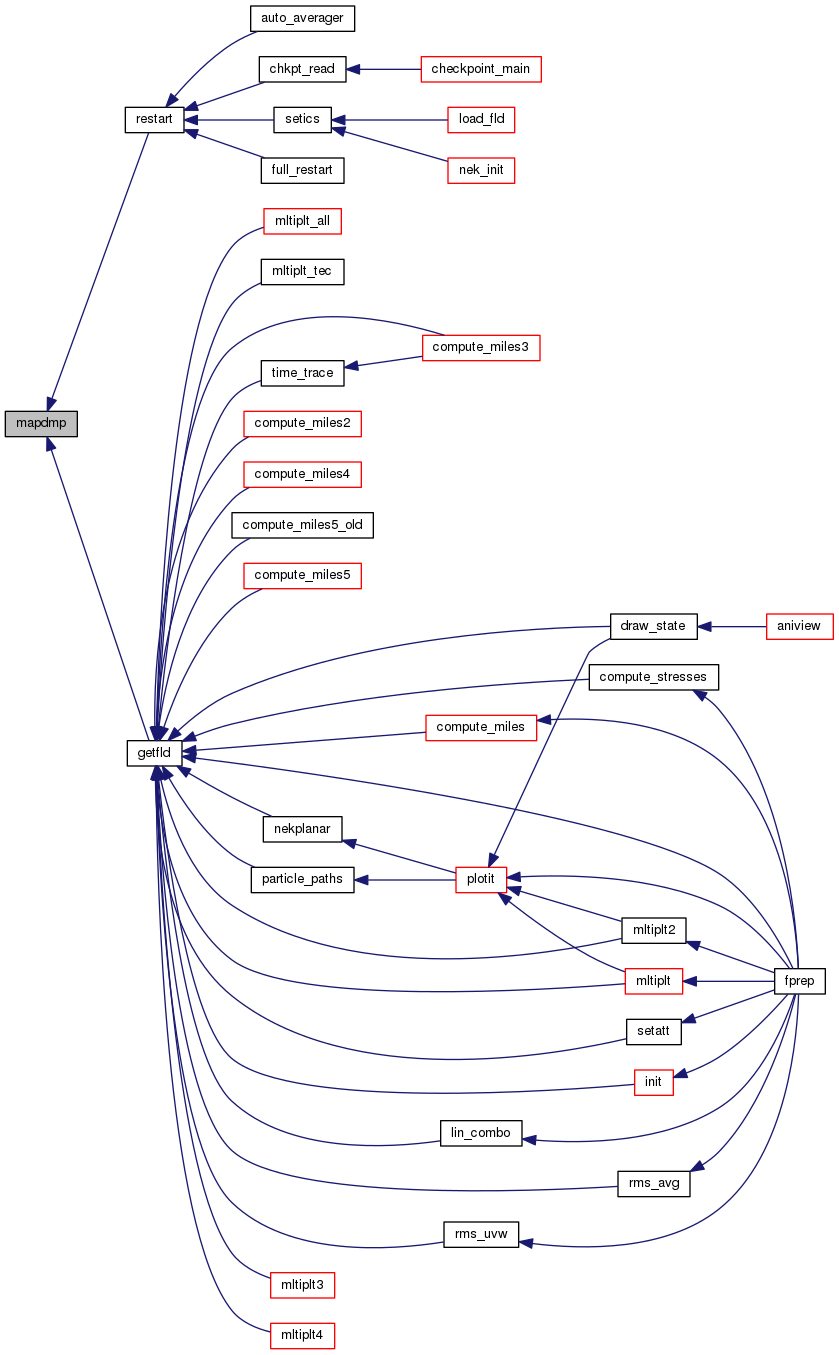 auto_averager
chkpt_read
checkpoint_main
restart
setics
load_fld
full_restart
nek_init
mltiplt_all
mltiplt_tec
compute_miles3
time_trace
mapdmp
compute_miles2
compute_miles4
compute_miles5_old
compute_miles5
draw_state
aniview
compute_stresses
compute_miles
getfld
nekplanar
particle_paths
plotit
mltiplt2
mltiplt
fprep
setatt
init
lin_combo
rms_avg
rms_uvw
mltiplt3
mltiplt4